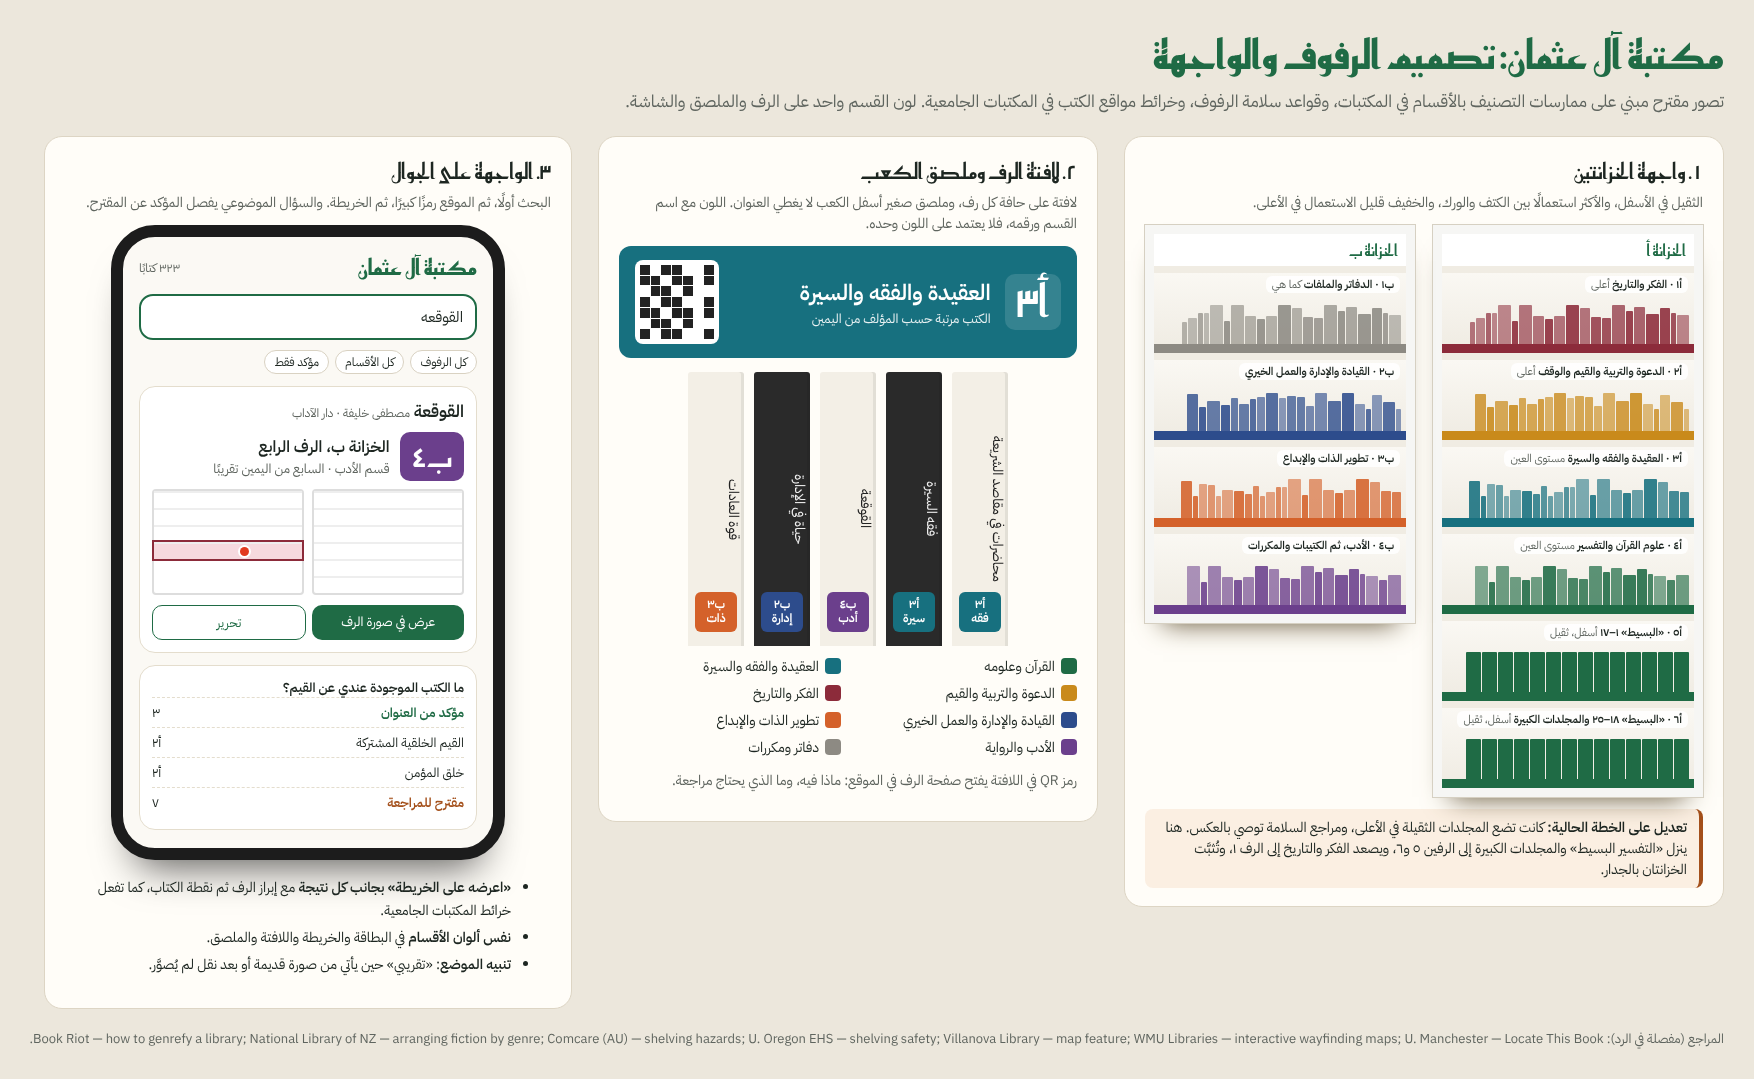 مكتبة آل عثمان: تصميم الرفوف والواجهة
تصور مقترح مبني على ممارسات التصنيف بالأقسام في المكتبات، وقواعد سلامة الرفوف، وخرائط مواقع الكتب في المكتبات الجامعية. لون القسم واحد على الرف والملصق والشاشة.
١. واجهة الخزانتين
الثقيل في الأسفل، والأكثر استعمالًا بين الكتف والورك، والخفيف قليل الاستعمال في الأعلى.
الخزانة أ
أ١ · الفكر والتاريخ أعلى
أ٢ · الدعوة والتربية والقيم والوقف أعلى
أ٣ · العقيدة والفقه والسيرة مستوى العين
أ٤ · علوم القرآن والتفسير مستوى العين
أ٥ · «البسيط» ١–١٧ أسفل، ثقيل
أ٦ · «البسيط» ١٨–٢٥ والمجلدات الكبيرة أسفل، ثقيل
الخزانة ب
ب١ · الدفاتر والملفات كما هي
ب٢ · القيادة والإدارة والعمل الخيري
ب٣ · تطوير الذات والإبداع
ب٤ · الأدب، ثم الكتيبات والمكررات
تعديل على الخطة الحالية: كانت تضع المجلدات الثقيلة في الأعلى، ومراجع السلامة توصي بالعكس. هنا
ينزل «التفسير البسيط» والمجلدات الكبيرة إلى الرفين ٥ و٦، ويصعد الفكر والتاريخ إلى الرف ١، وتُثبَّت
الخزانتان بالجدار.
٢. لافتة الرف وملصق الكعب
لافتة على حافة كل رف، وملصق صغير أسفل الكعب لا يغطي العنوان. اللون مع اسم
القسم ورقمه، فلا يعتمد على اللون وحده.
أ٣
العقيدة والفقه والسيرة
الكتب مرتبة حسب المؤلف من اليمين
محاضرات في مقاصد الشريعة
أ٣
فقه
فقه السيرة
أ٣
سيرة
القوقعة
ب٤
أدب
حياة في الإدارة
ب٢
إدارة
قوة العادات
ب٣
ذات
القرآن وعلومه
العقيدة والفقه والسيرة
الدعوة والتربية والقيم
الفكر والتاريخ
القيادة والإدارة والعمل الخيري
تطوير الذات والإبداع
الأدب والرواية
دفاتر ومكررات
رمز QR في اللافتة يفتح صفحة الرف في الموقع: ماذا فيه، وما الذي يحتاج مراجعة.
٣. الواجهة على الجوال
البحث أولًا، ثم الموقع رمزًا كبيرًا، ثم الخريطة. والسؤال الموضوعي يفصل المؤكد عن المقترح.
مكتبة آل عثمان
٣٢٣ كتابًا
القوقعه
كل الرفوف
كل الأقسام
مؤكد فقط
القوقعة مصطفى خليفة · دار الآداب
ب٤
الخزانة ب، الرف الرابع
قسم الأدب · السابع من اليمين تقريبًا
عرض في صورة الرف
تحرير
ما الكتب الموجودة عندي عن القيم؟
مؤكد من العنوان ٣
القيم الخلقية المشتركة أ٢
خلق المؤمن أ٢
مقترح للمراجعة ٧
• «اعرضه على الخريطة» بجانب كل نتيجة مع إبراز الرف ثم نقطة الكتاب، كما تفعل
خرائط المكتبات الجامعية.
• نفس ألوان الأقسام في البطاقة والخريطة واللافتة والملصق.
• تنبيه الموضع: «تقريبي» حين يأتي من صورة قديمة أو بعد نقل لم يُصوَّر.
المراجع (مفصلة في الرد): Book Riot — how to genrefy a library; National Library of NZ — arranging fiction by genre; Comcare (AU) — shelving hazards; U. Oregon EHS — shelving safety; Villanova Library — map feature; WMU Libraries — interactive wayfinding maps; U. Manchester — Locate This Book.